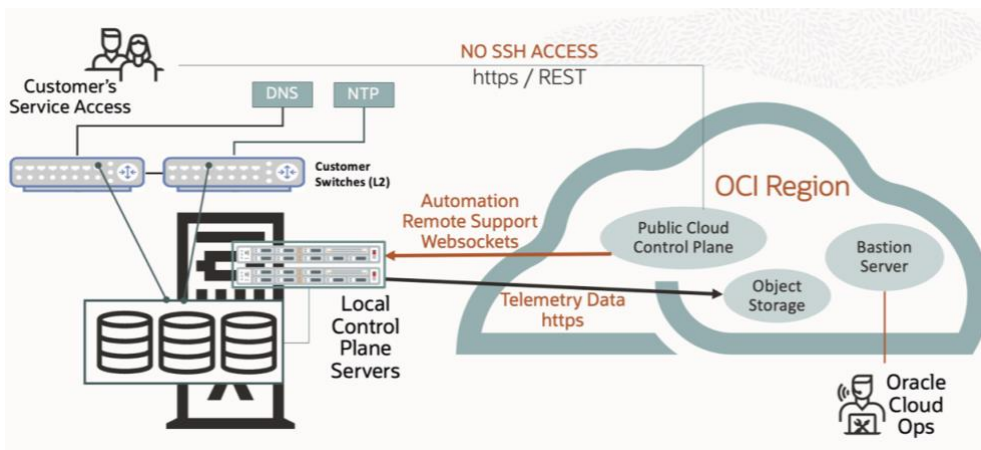 NO SSH ACCESS
https / REST
Customer's
Service Access
DNS
NTP
Customer
Switches (L2)
OCI Region
Automation
Remote Support
Websockets
Public Cloud
Control Plane
Bastion
Server
Object
Storage
Telemetry Data
https
Local
Control
Plane
Servers
Oracle
Cloud
Ops